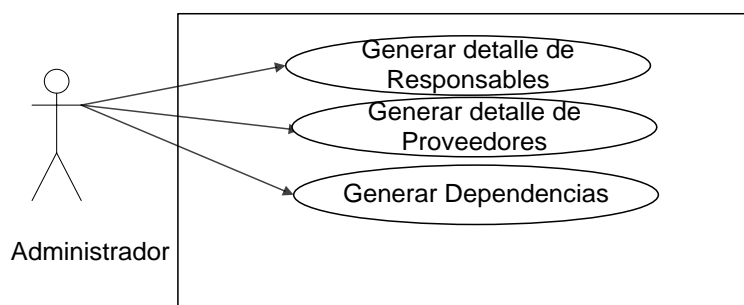 Generar detalle de
Responsables
Generar detalle de
Proveedores
Generar Dependencias
Administrador